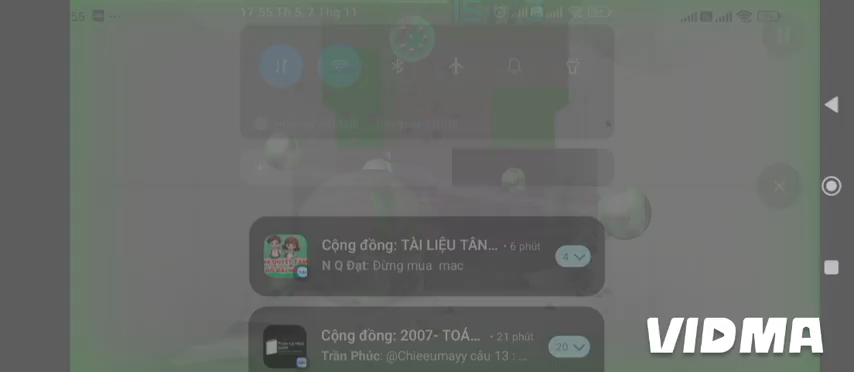 55 ...
17:55 Th 5, 7 Thg 11
Cộng đồng: TÀI LIỆU TÂN... • 6 phút
4
N Q Đạt: Đừng mua mac
Cộng đồng: 2007- TOÁ... • 21 phút
20
Trần Phúc: @Chieeumayy câu 13 : ...
VIDMA